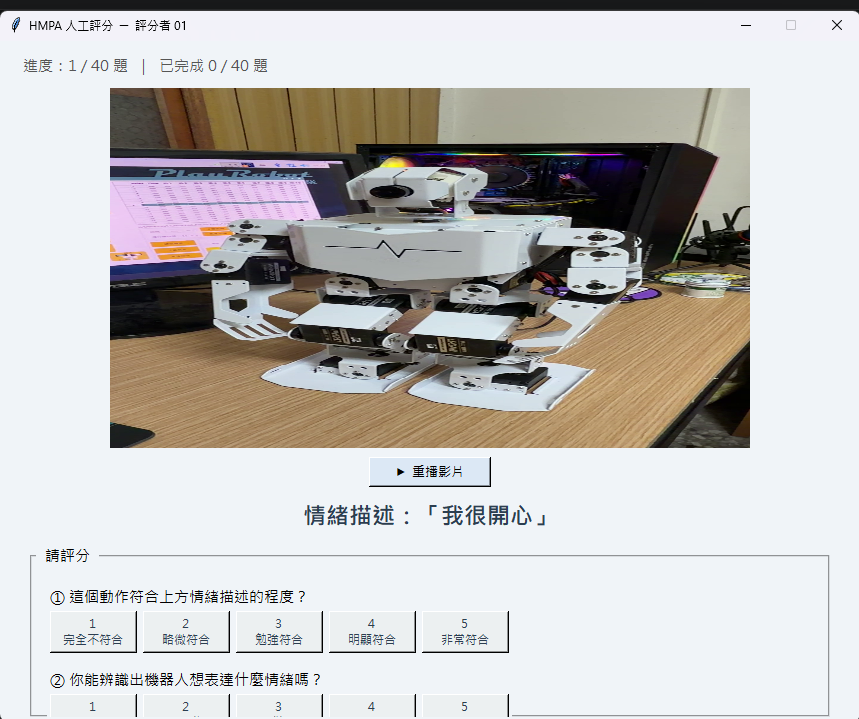 HMPA 人工評分 — 評分者 01
進度：1 / 40 題 | 已完成 0 / 40 題
PlayRobot
► 重播影片
情緒描述：「我很開心」
請評分
① 這個動作符合上方情緒描述的程度？
1 2 3 4 5
完全不符合 略微符合 勉強符合 明顯符合 非常符合
② 你能辨識出機器人想表達什麼情緒嗎？
1 2 3 4 5